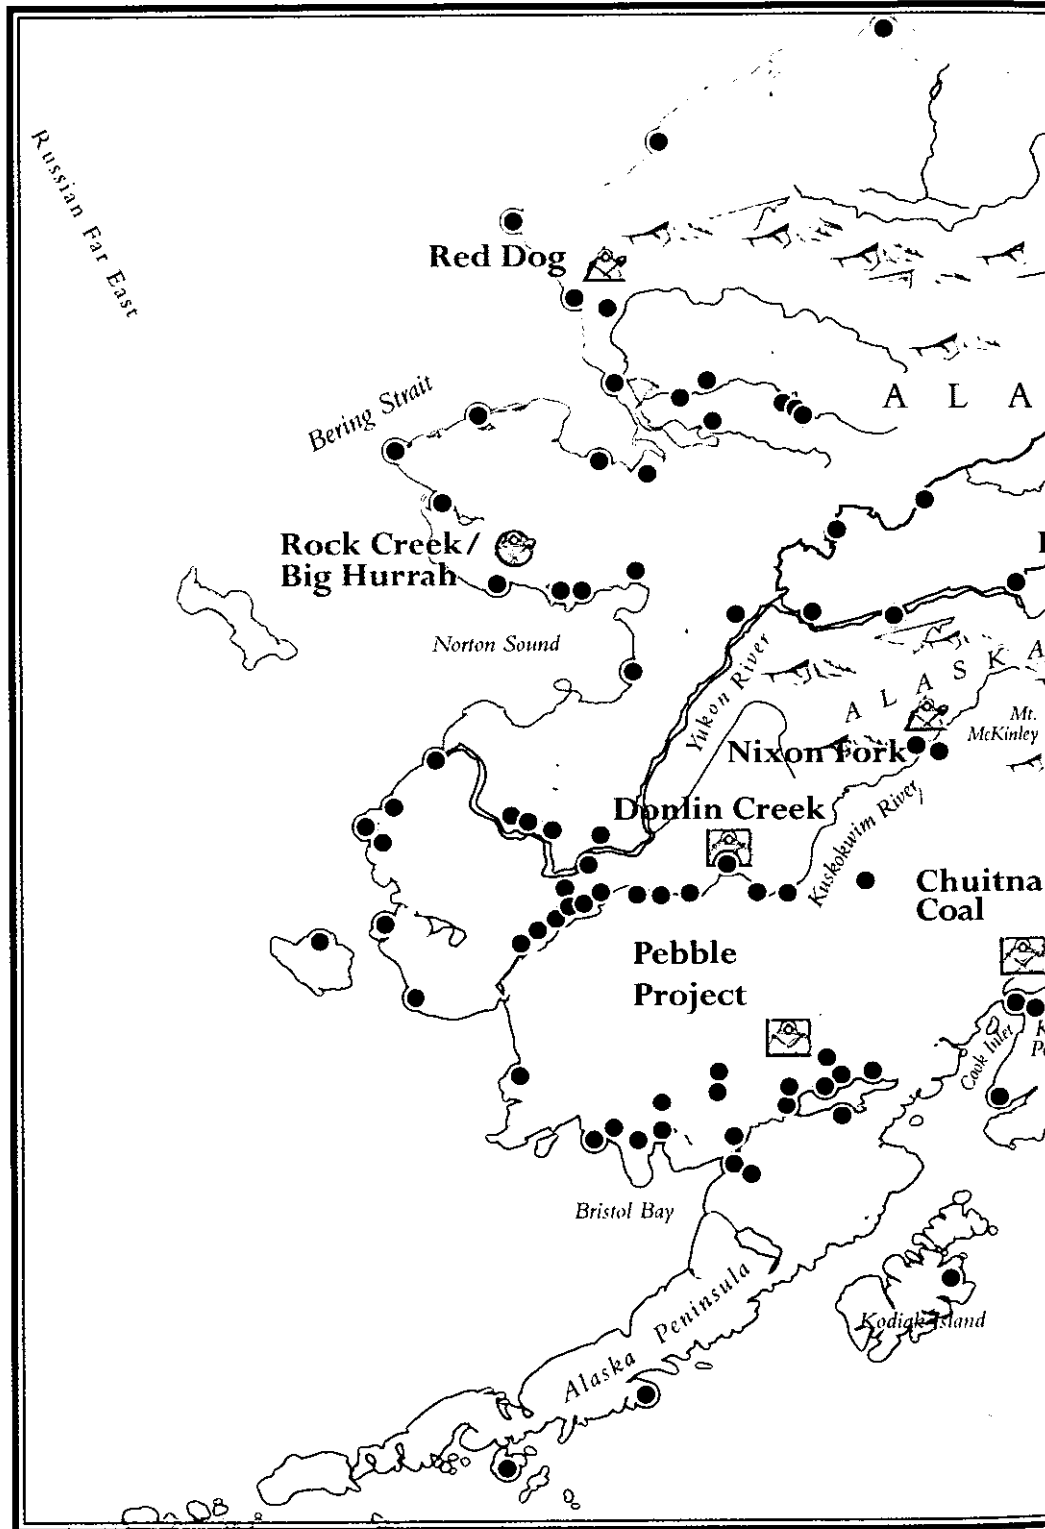 Russian Far East
Red Dog
Bering Strait
A L A
Rock Creek/
Big Hurrah
Norton Sound
Yukon River
A L A S K A
Mt.
McKinley
Nixon Fork
Donlin Creek
Kuskokwim River
Chuitna
Coal
Pebble
Project
Cook Inlet
K
Bristol Bay
Alaska Peninsula
Kodiak Island